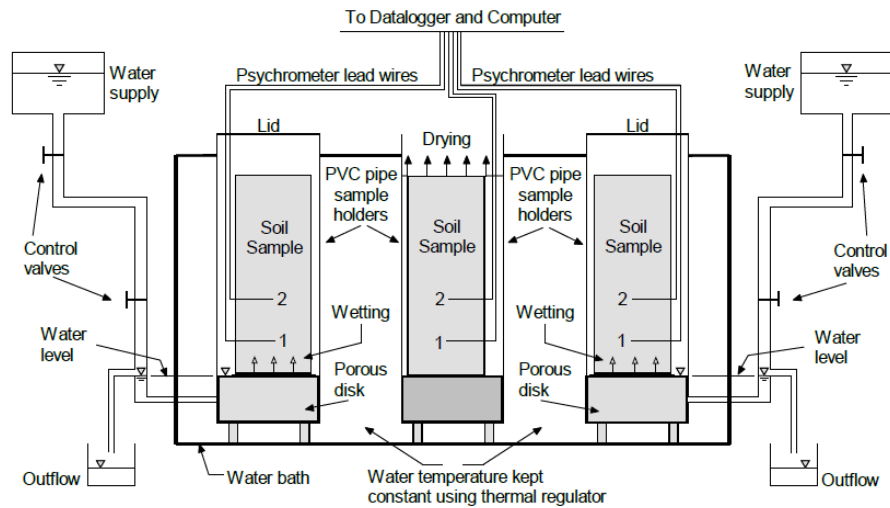 To Datalogger and Computer
Water
supply
Psychrometer lead wires
Psychrometer lead wires
Water
supply
Lid
Drying
Lid
PVC pipe
sample
holders
PVC pipe
sample
holders
Soil
Sample
Soil
Sample
Soil
Sample
Control
valves
Control
valves
2
2
2
Wetting
Wetting
1
1
1
Water
level
Water
level
Porous
disk
Porous
disk
Outflow
Water bath
Water temperature kept
constant using thermal regulator
Outflow